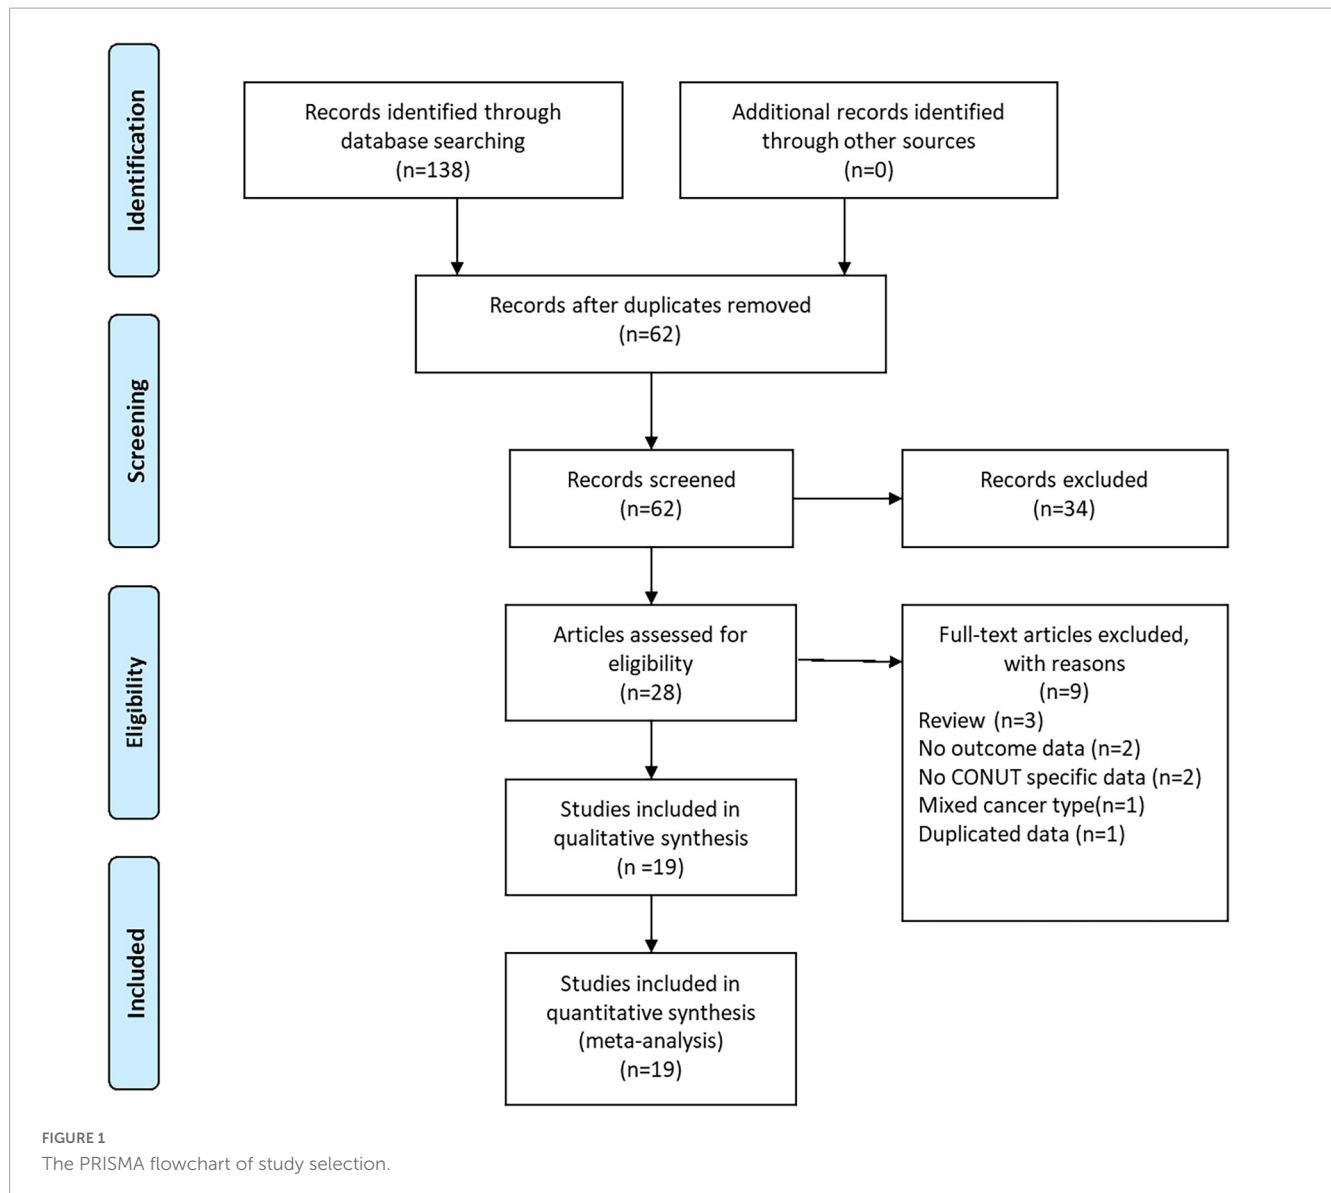 Identification
Records identified through
database searching
(n=138)
Additional records identified
through other sources
(n=0)
Records after duplicates removed
(n=62)
Screening
Records screened
(n=62)
Records excluded
(n=34)
Eligibility
Articles assessed for
eligibility
(n=28)
Full-text articles excluded,
with reasons
(n=9)
Review (n=3)
No outcome data (n=2)
No CONUT specific data (n=2)
Mixed cancer type(n=1)
Duplicated data (n=1)
Studies included in
qualitative synthesis
(n =19)
Included
Studies included in
quantitative synthesis
(meta-analysis)
(n=19)
FIGURE 1
The PRISMA flowchart of study selection.